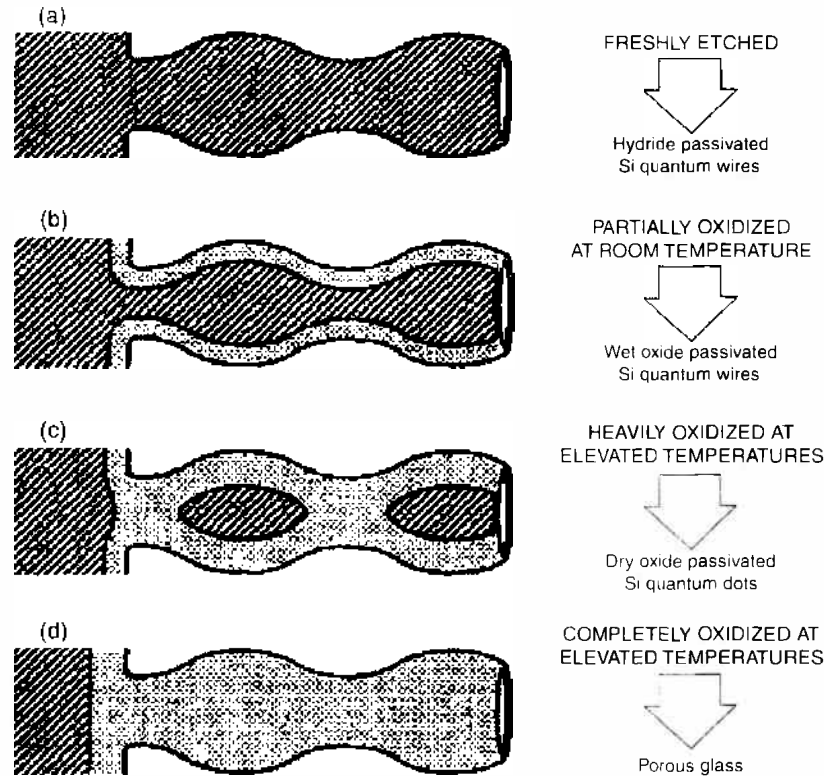 (a)
FRESHLY ETCHED
Hydride passivated
Si quantum wires
(b)
PARTIALLY OXIDIZED
AT ROOM TEMPERATURE
Wet oxide passivated
Si quantum wires
(c)
HEAVILY OXIDIZED AT
ELEVATED TEMPERATURES
Dry oxide passivated
Si quantum dots
(d)
COMPLETELY OXIDIZED AT
ELEVATED TEMPERATURES
Porous glass